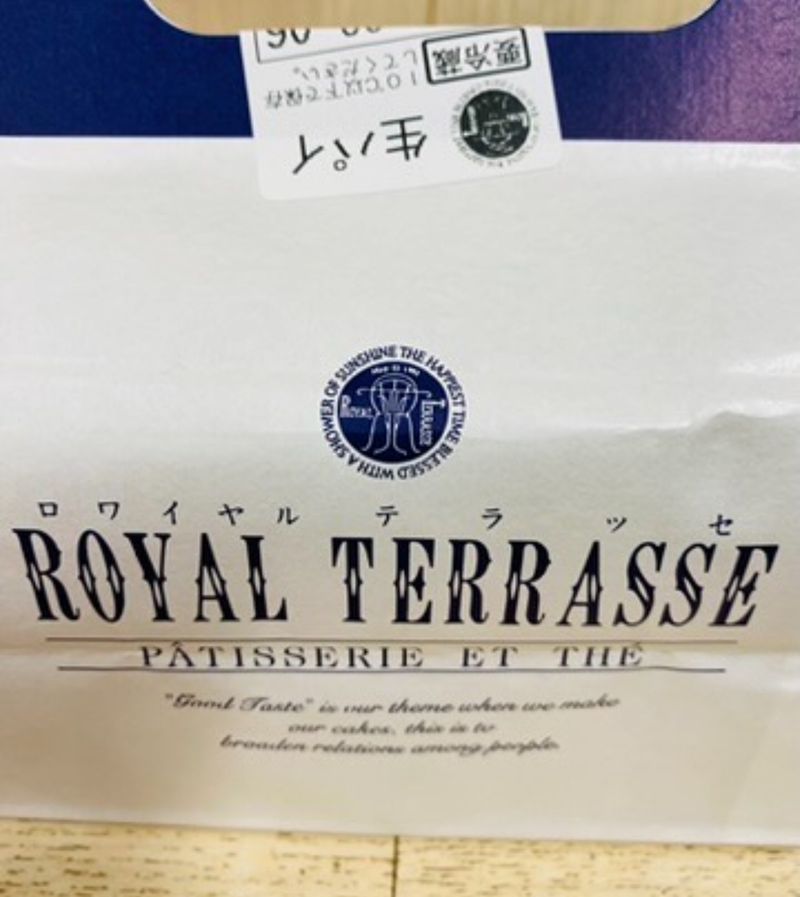 生パイ
10℃以下で保存
してください。
要冷蔵
06
A SHOWER OF SUNSHINE THE HAPPIEST TIME BLESSED WITH
ROYAL TERRASSE
ロワイヤルテラッセ
ROYAL TERRASSE
PÂTISSERIE ET THÉ
"Good Taste" is our theme when we make
our cakes, this is to
broaden relations among people.